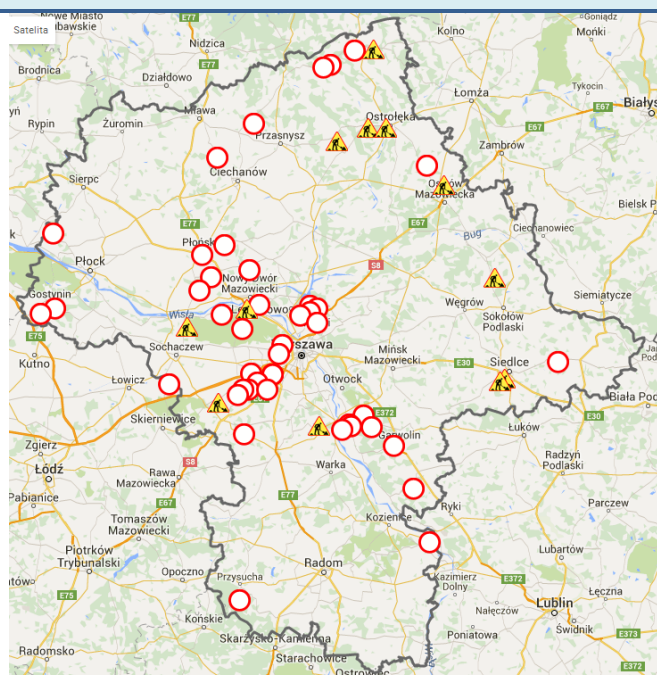 Nowe Miasto
Lubawskie
Satelita
Brodnica
Rypin
Żuromin
Działdowo
Nidzica
E77
Mława
Przasnysz
Ciechanów
Sierpc
Kolno
Goniądz
Mońki
Łomża
Tykocin
Białys
E67
Ostrołęka
Zambrów
Ostrów
Mazowiecka
Bielsk P
Ciechanowiec
Bug
E67
S8
E77
Płońsk
Płock
Nowy Dwór
Mazowiecki
Legionowo
Gostynin
Wisła
E75
Kutno
Sochaczew
Łowicz
Skierniewice
Węgrów
Sokołów
Podlaski
Siemiatycze
Siedlce
E30
Mińsk
Mazowiecki
Otwock
E372
Garwolin
Łuków
E30
Biała Pod
Radzyń
Podlaski
Parczew
Zgierz
Łódź
Pabianice
S8
Rawa
Mazowiecka
E67
Tomaszów
Mazowiecki
Piotrków
Trybunalski
Opoczno
E75
Warka
E77
Kozienice
Ryki
Radom
Przysucha
Końskie
Skarżysko-Kamienna
Starachowice
Ostrowiec
Radomsko
Kazimierz
Dolny
Nałęczów
Poniatowa
Lubartów
E372
Łęczna
Lublin
Świdnik
E373